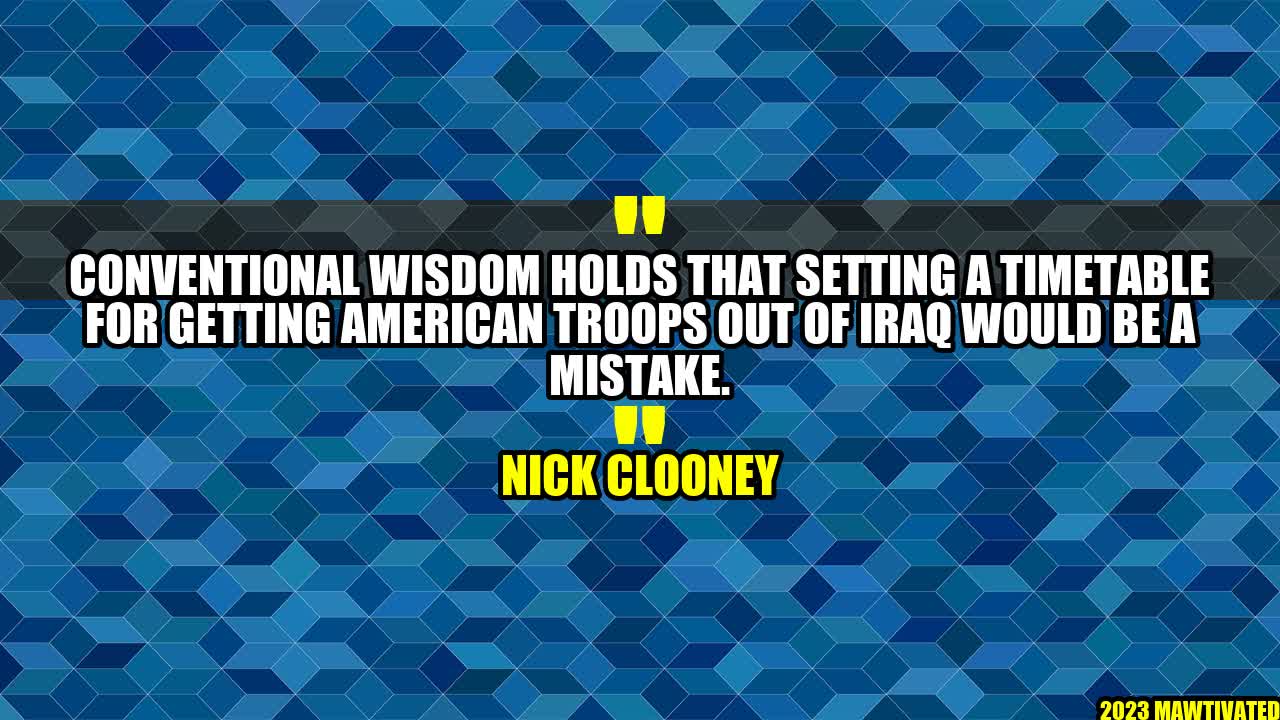 "
CONVENTIONAL WISDOM HOLDS THAT SETTING A TIMETABLE
FOR GETTING AMERICAN TROOPS OUT OF IRAQ WOULD BE A
MISTAKE.
"
NICK CLOONEY
2023 MAWTIVATED